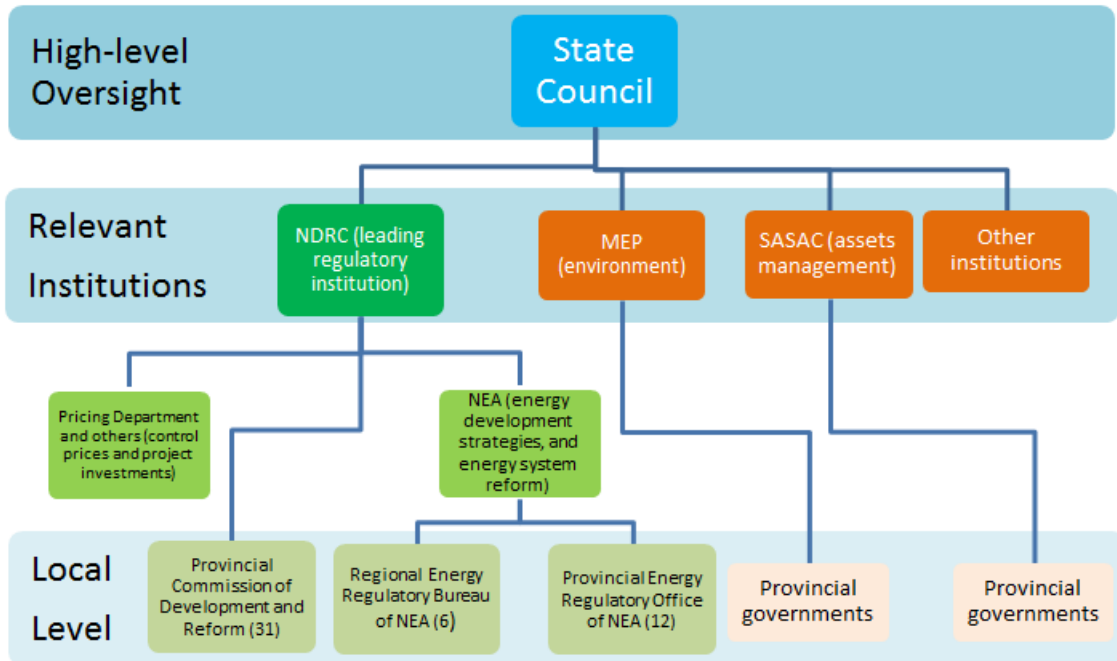 High-level
Oversight
State
Council
Relevant
Institutions
NDRC (leading
regulatory
institution)
MEP
(environment)
SASAC (assets
management)
Other
institutions
Pricing Department
and others (control
prices and project
investments)
NEA (energy
development
strategies, and
energy system
reform)
Local
Level
Provincial
Commission of
Development and
Reform (31)
Regional Energy
Regulatory Bureau
of NEA (6)
Provincial Energy
Regulatory Office
of NEA (12)
Provincial
governments
Provincial
governments